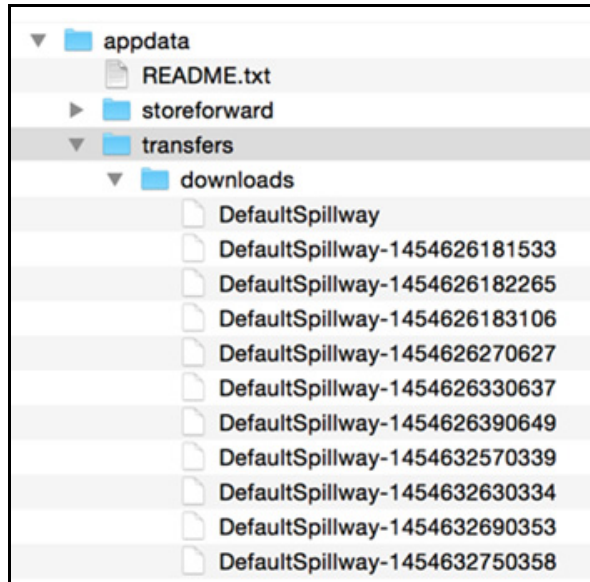 appdata
README.txt
storeforward
transfers
downloads
DefaultSpillway
DefaultSpillway-1454626181533
DefaultSpillway-1454626182265
DefaultSpillway-1454626183106
DefaultSpillway-1454626270627
DefaultSpillway-1454626330637
DefaultSpillway-1454626390649
DefaultSpillway-1454632570339
DefaultSpillway-1454632630334
DefaultSpillway-1454632690353
DefaultSpillway-1454632750358